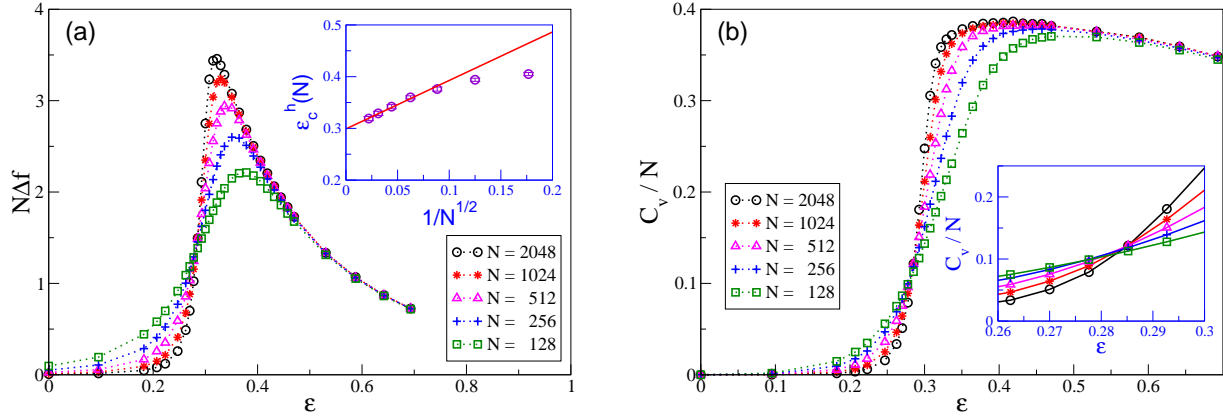 (a)
4
3
2
1
0
NΔf
0 0.2 0.4 0.6 0.8 1
ε
0.5
0.4
0.3
0.2
0.1
ε_c^h(N)
0 0.05 0.1 0.15 0.2
1/N^{1/2}
N = 2048
N = 1024
N = 512
N = 256
N = 128
(b)
0.4
0.3
0.2
0.1
0
C_v / N
0 0.1 0.2 0.3 0.4 0.5 0.6
ε
N = 2048
N = 1024
N = 512
N = 256
N = 128
0.2
0.1
0
C_v / N
0.26 0.27 0.28 0.29 0.3
ε